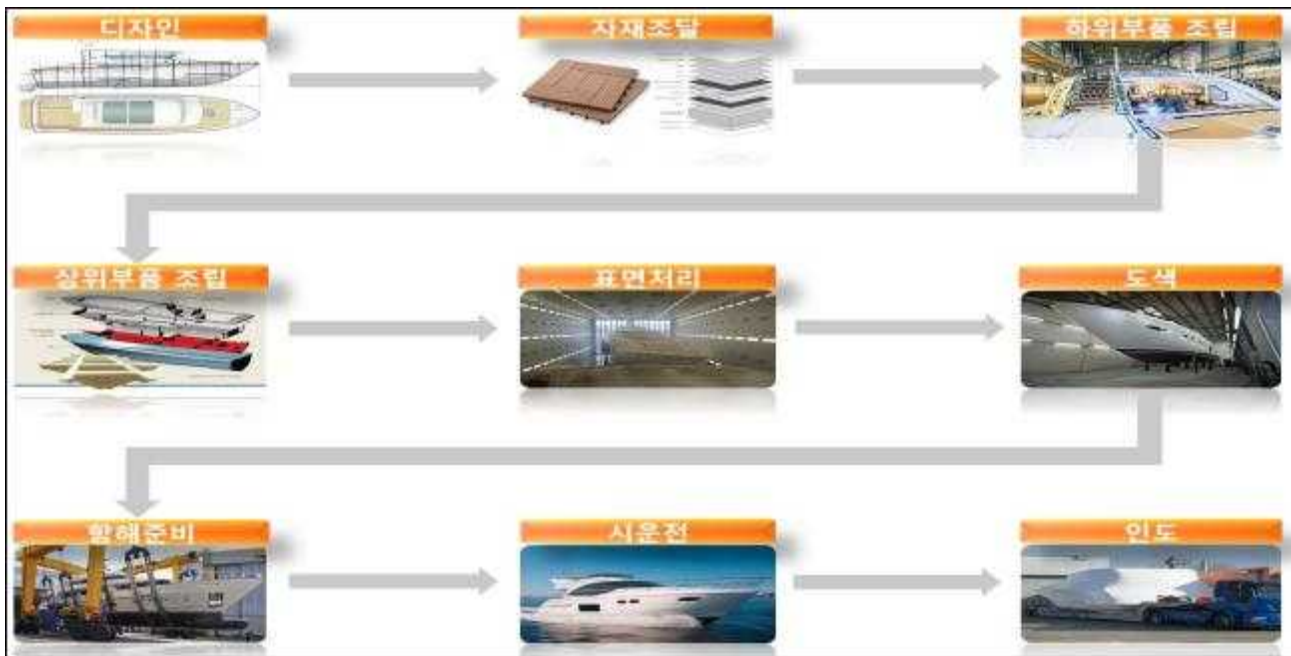 디자인
자재조달
하위부품 조립
상위부품 조립
표면처리
도색
항해준비
시운전
인도